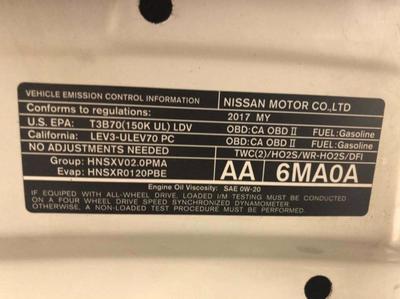 VEHICLE EMISSION CONTROL INFORMATION NISSAN MOTOR CO.,LTD
Conforms to regulations: 2017 MY
U.S. EPA: T3B70(150K UL) LDV OBD:CA OBD II FUEL:Gasoline
California: LEV3-ULEV70 PC OBD:CA OBD II FUEL:Gasoline
NO ADJUSTMENTS NEEDED TWC(2)/HO2S/WR-HO2S/DFI
Group: HNSXV02.0PMA AA 6MA0A
Evap: HNSXR0120PBE
Engine Oil Viscosity: SAE 0W-20
IF EQUIPPED WITH ALL-WHEEL DRIVE, LOADED I/M TESTING MUST BE CONDUCTED
ON A FOUR WHEEL DRIVE SPEED SYNCHRONIZED DYNAMOMETER
OTHERWISE, A NON-LOADED TEST PROCEDURE MUST BE PERFORMED.